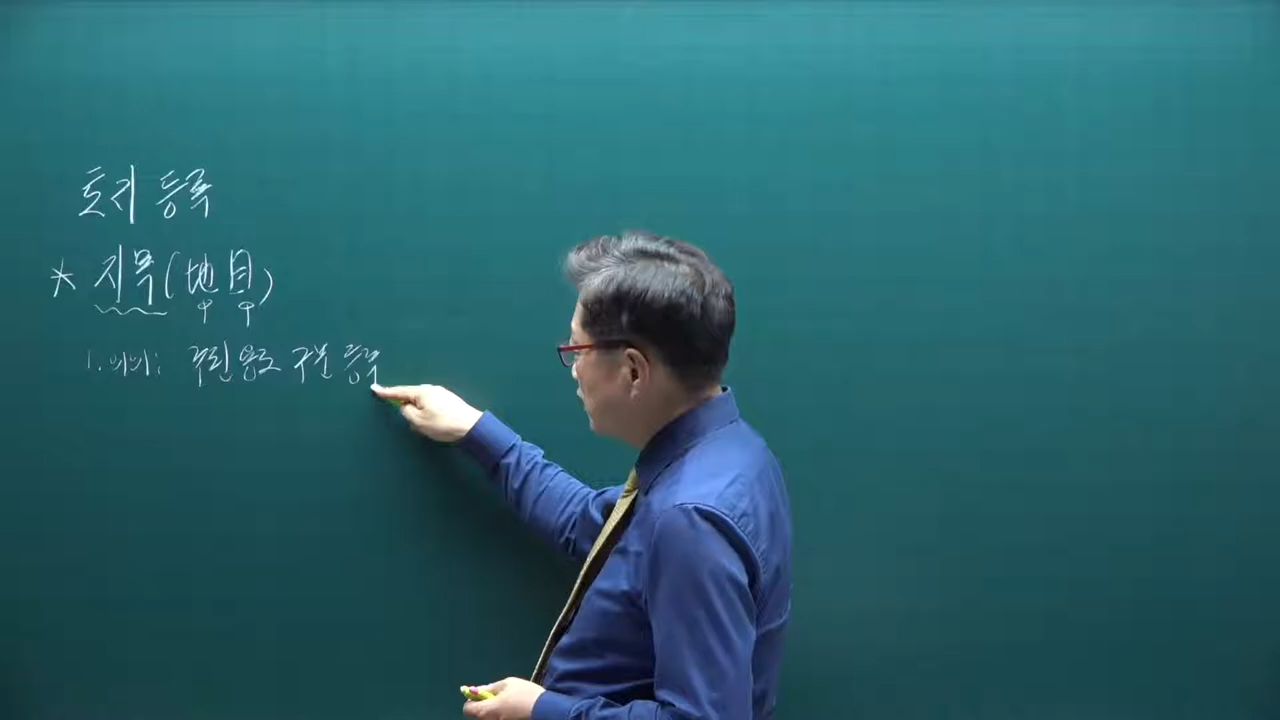 토지 등록
* 지목(地目)
1. 의의: 주된 용도 구분 등록